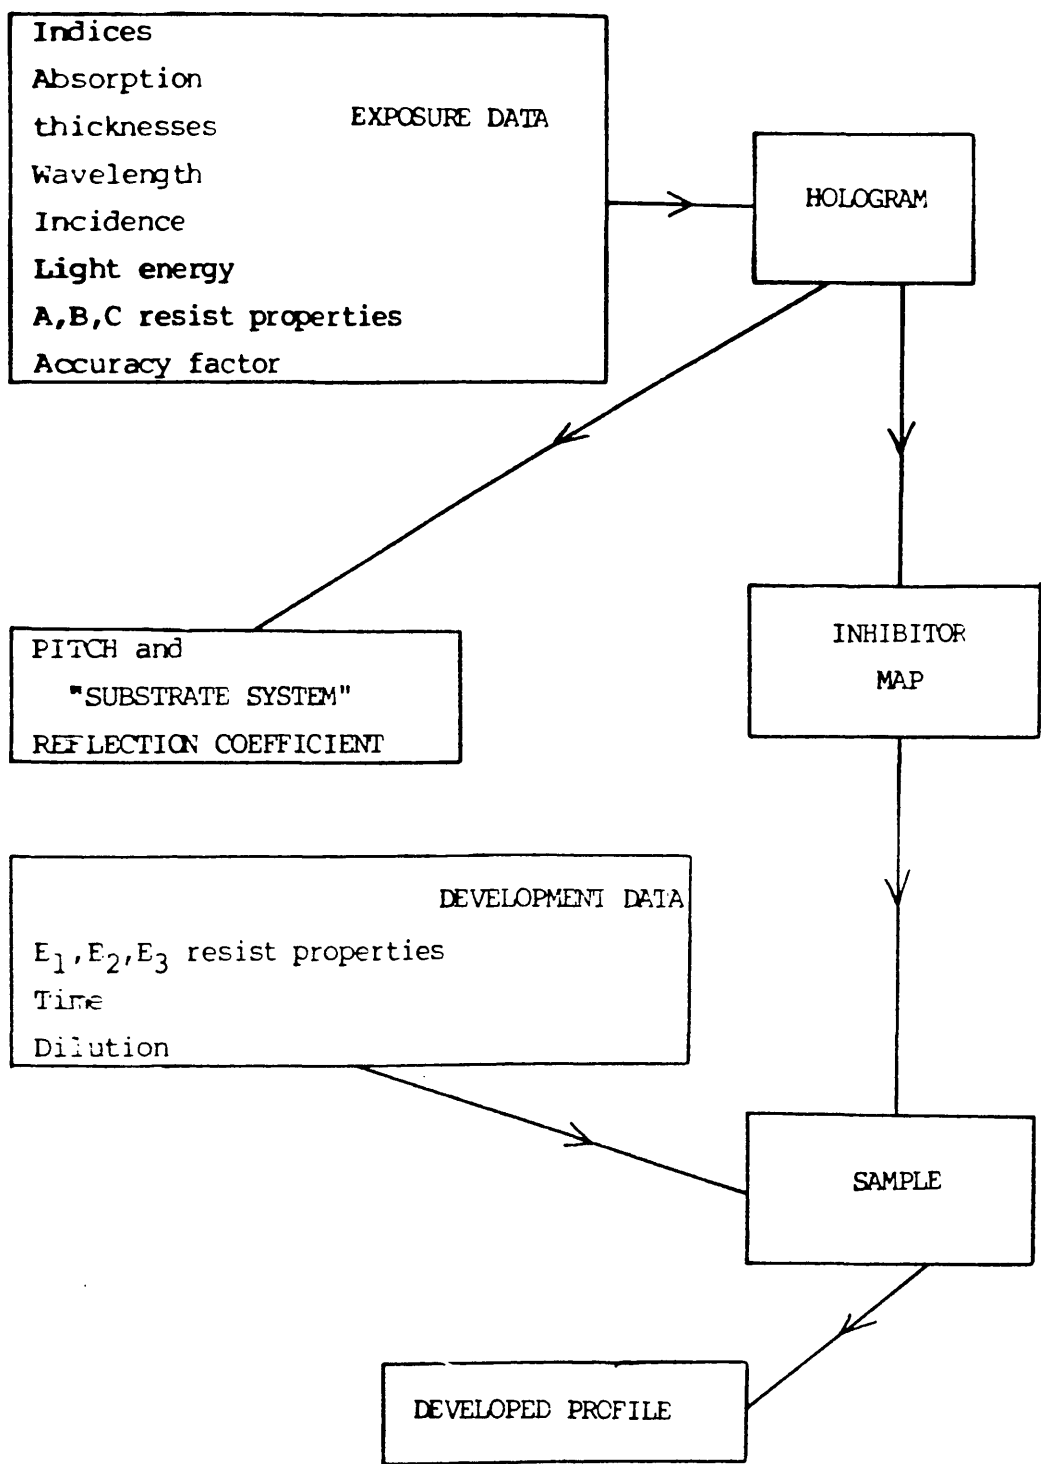 Indices
Absorption
thicknesses
EXPOSURE DATA
Wavelength
Incidence
Light energy
A,B,C resist properties
Accuracy factor
HOLOGRAM
PITCH and
"SUBSTRATE SYSTEM"
REFLECTION COEFFICIENT
INHIBITOR
MAP
DEVELOPMENT DATA
E₁,E₂,E₃ resist properties
Time
Dilution
SAMPLE
DEVELOPED PROFILE